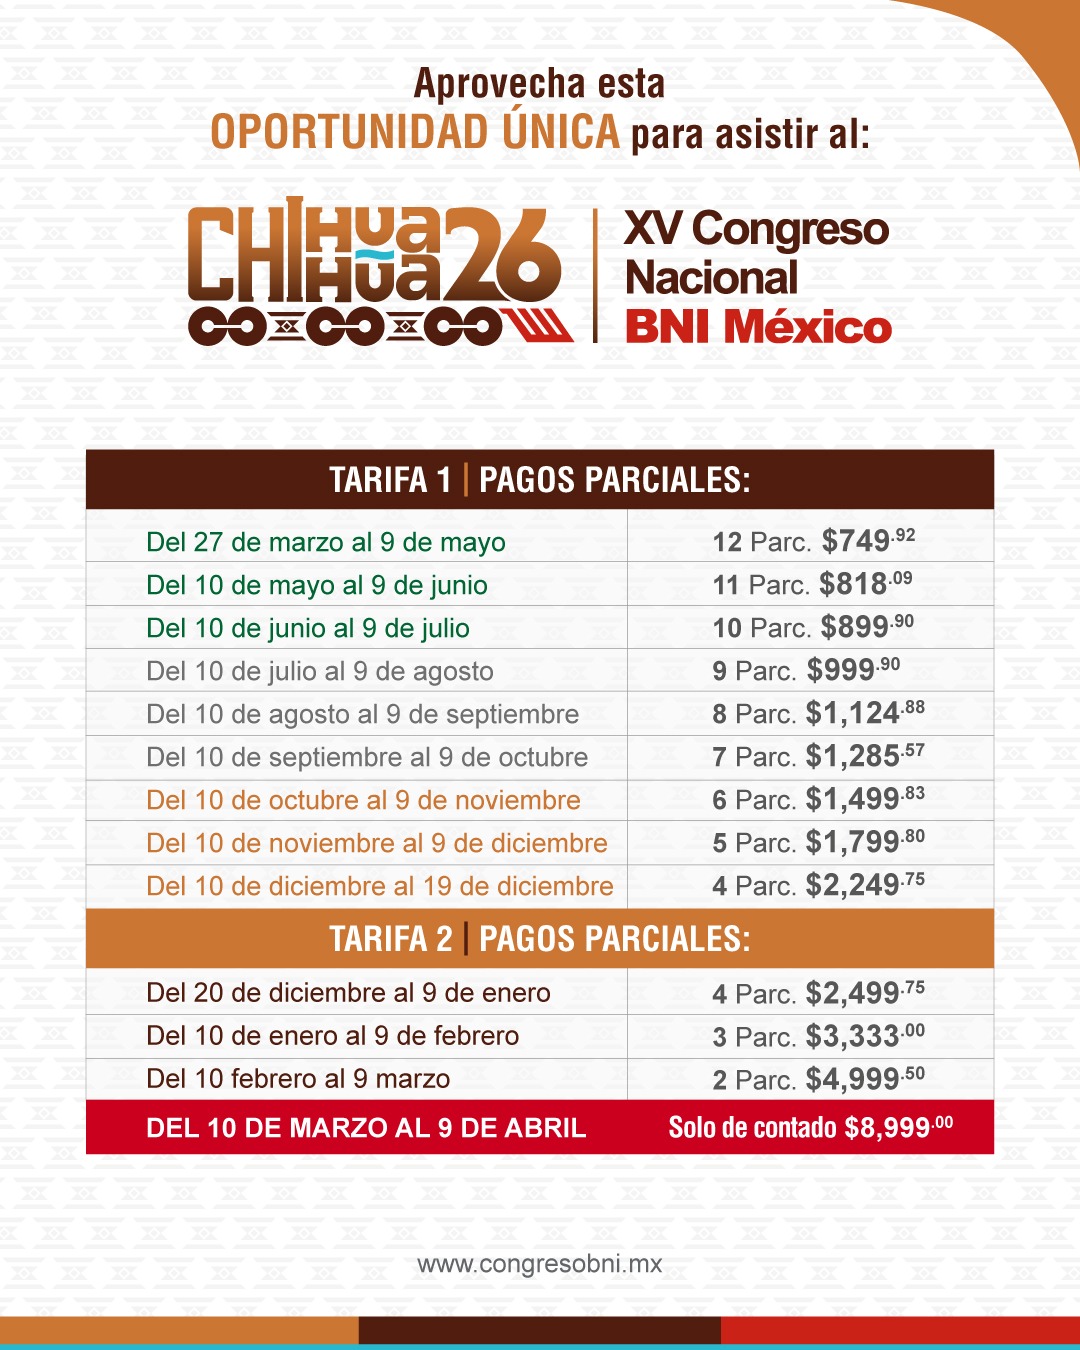 Aprovecha esta
OPORTUNIDAD ÚNICA para asistir al:
CHIHUAHUA 26
XV Congreso
Nacional
BNI México
TARIFA 1 | PAGOS PARCIALES:
Del 27 de marzo al 9 de mayo 12 Parc. $749.92
Del 10 de mayo al 9 de junio 11 Parc. $818.09
Del 10 de junio al 9 de julio 10 Parc. $899.90
Del 10 de julio al 9 de agosto 9 Parc. $999.90
Del 10 de agosto al 9 de septiembre 8 Parc. $1,124.88
Del 10 de septiembre al 9 de octubre 7 Parc. $1,285.57
Del 10 de octubre al 9 de noviembre 6 Parc. $1,499.83
Del 10 de noviembre al 9 de diciembre 5 Parc. $1,799.80
Del 10 de diciembre al 19 de diciembre 4 Parc. $2,249.75
TARIFA 2 | PAGOS PARCIALES:
Del 20 de diciembre al 9 de enero 4 Parc. $2,499.75
Del 10 de enero al 9 de febrero 3 Parc. $3,333.00
Del 10 febrero al 9 marzo 2 Parc. $4,999.50
DEL 10 DE MARZO AL 9 DE ABRIL Solo de contado $8,999.00
www.congresobni.mx